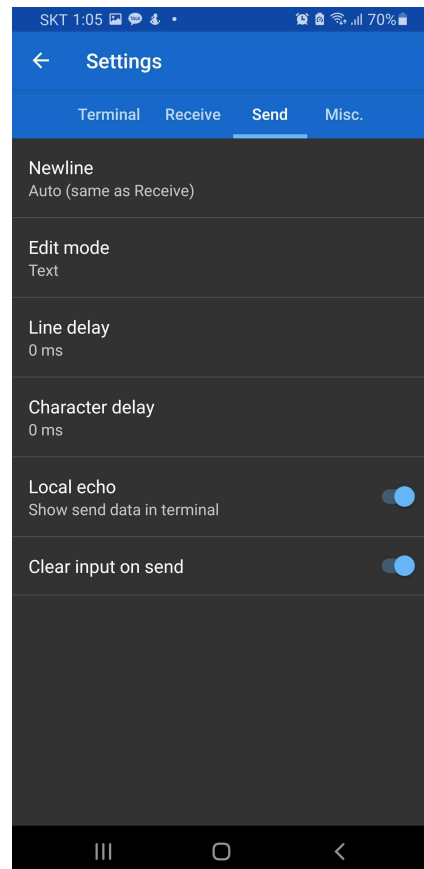 SKT 1:05 70%
Settings
Terminal Receive Send Misc.
Newline
Auto (same as Receive)
Edit mode
Text
Line delay
0 ms
Character delay
0 ms
Local echo
Show send data in terminal
Clear input on send